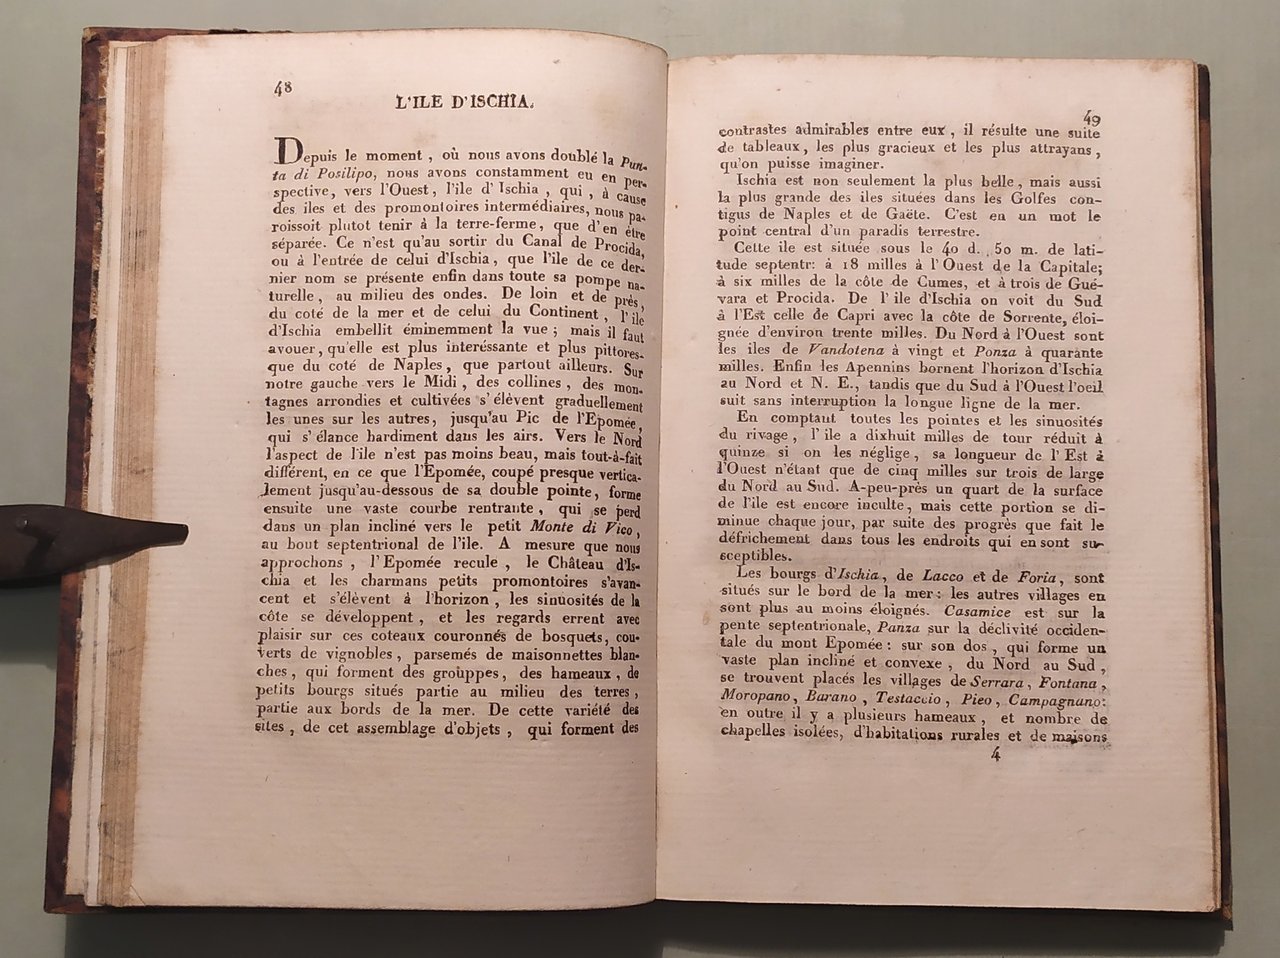 48
L'ILE D'ISCHIA.
Depuis le moment , où nous avons doublé la Pun-
ta di Posilipo, nous avons constamment eu en per-
spective, vers l'Ouest, l'ile d'Ischia , qui , à cause
des iles et des promontoires intermédiaires, nous pa-
roissoit plutot tenir à la terre-ferme, que d'en être
séparée. Ce n'est qu'au sortir du Canal de Procida,
ou à l'entrée de celui d'Ischia , que l'ile de ce der-
nier nom se présente enfin dans toute sa pompe na-
turelle , au milieu des ondes. De loin et de près,
du coté de la mer et de celui du Continent , l'ile
d'Ischia embellit éminemment la vue ; mais il faut
avouer, qu'elle est plus intéressante et plus pittores-
que du coté de Naples , que partout ailleurs. Sur
notre gauche vers le Midi , des collines , des mon-
tagnes arrondies et cultivées s'élèvent graduellement
les unes sur les autres, jusqu'au Pic de l'Epomée,
qui s'élance hardiment dans les airs. Vers le Nord
l'aspect de l'ile n'est pas moins beau, mais tout-à-fait
différent, en ce que l'Epomée, coupé presque vertica-
lement jusqu'au-dessous de sa double pointe, forme
ensuite une vaste courbe rentrante , qui se perd
dans un plan incliné vers le petit Monte di Vico ,
au bout septentrional de l'ile. A mesure que nous
approchons , l'Epomée recule , le Château d'Is-
chia et les charmans petits promontoires s'avan-
cent et s'élèvent à l'horizon , les sinuosités de la
côte se développent , et les regards errent avec
plaisir sur ces coteaux couronnés de bosquets, cou-
verts de vignobles , parsemés de maisonnettes blan-
ches , qui forment des grouppes , des hameaux , de
petits bourgs situés partie au milieu des terres ,
partie aux bords de la mer. De cette variété des
sites , de cet assemblage d'objets , qui forment des
49
contrastes admirables entre eux , il résulte une suite
de tableaux , les plus gracieux et les plus attrayans ,
qu'on puisse imaginer.
Ischia est non seulement la plus belle , mais aussi
la plus grande des iles situées dans les Golfes con-
tigus de Naples et de Gaëte. C'est en un mot le
point central d'un paradis terrestre.
Cette ile est située sous le 40 d. 50 m. de lati-
tude septentr: à 18 milles à l'Ouest de la Capitale;
à six milles de la côte de Cumes, et à trois de Gué-
vara et Procida. De l'ile d'Ischia on voit du Sud
à l'Est celle de Capri avec la côte de Sorrente, éloi-
gnée d'environ trente milles. Du Nord à l'Ouest sont
les iles de Vandotena à vingt et Ponza à quarante
milles. Enfin les Apennins bornent l'horizon d'Ischia
au Nord et N. E., tandis que du Sud à l'Ouest l'oeil
suit sans interruption la longue ligne de la mer.
En comptant toutes les pointes et les sinuosités
du rivage , l'ile a dixhuit milles de tour réduit à
quinze si on les néglige , sa longueur de l'Est à
l'Ouest n'étant que de cinq milles sur trois de large
du Nord au Sud. A-peu-près un quart de la surface
de l'ile est encore inculte, mais cette portion se di-
minue chaque jour, par suite des progrès que fait le
défrichement dans tous les endroits qui en sont su-
sceptibles.
Les bourgs d'Ischia, de Lacco et de Foria, sont
situés sur le bord de la mer: les autres villages en
sont plus au moins éloignés. Casamice est sur la
pente septentrionale, Panza sur la déclivité occiden-
tale du mont Epomée : sur son dos , qui forme un
vaste plan incliné et convexe , du Nord au Sud ,
se trouvent placés les villages de Serrara , Fontana ,
Moropano , Barano , Testaccio , Pieo , Campagnano:
en outre il y a plusieurs hameaux , et nombre de
chapelles isolées, d'habitations rurales et de maisons
4